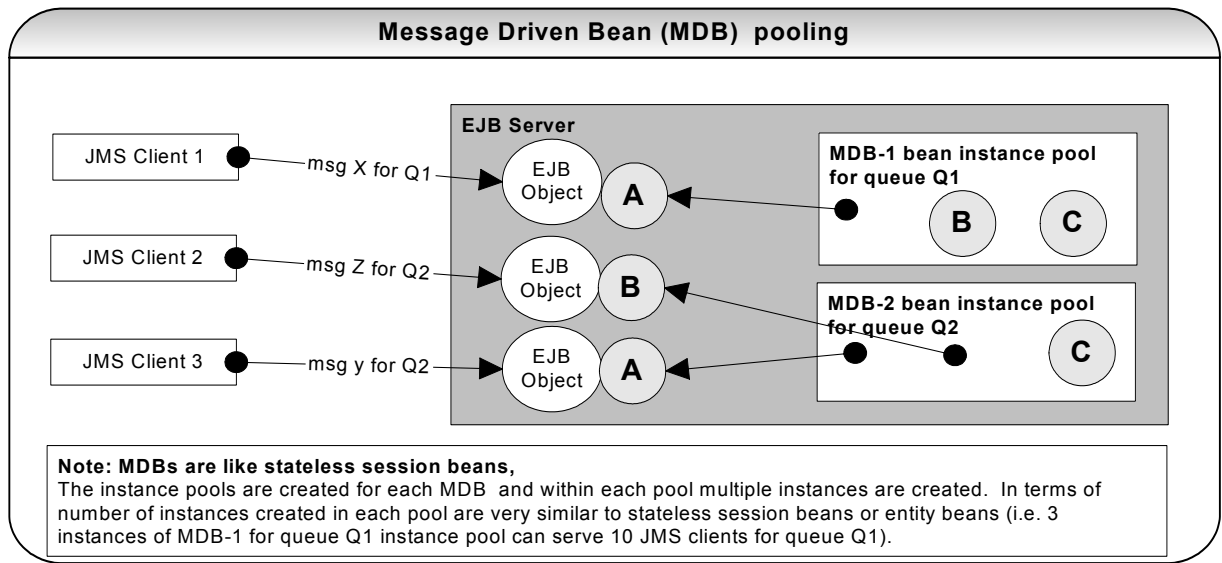 Message Driven Bean (MDB) pooling
EJB Server
JMS Client 1
msg X for Q1
EJB
Object
A
MDB-1 bean instance pool
for queue Q1
B
C
JMS Client 2
msg Z for Q2
EJB
Object
B
MDB-2 bean instance pool
for queue Q2
C
JMS Client 3
msg y for Q2
EJB
Object
A
Note: MDBs are like stateless session beans,
The instance pools are created for each MDB and within each pool multiple instances are created. In terms of
number of instances created in each pool are very similar to stateless session beans or entity beans (i.e. 3
instances of MDB-1 for queue Q1 instance pool can serve 10 JMS clients for queue Q1).